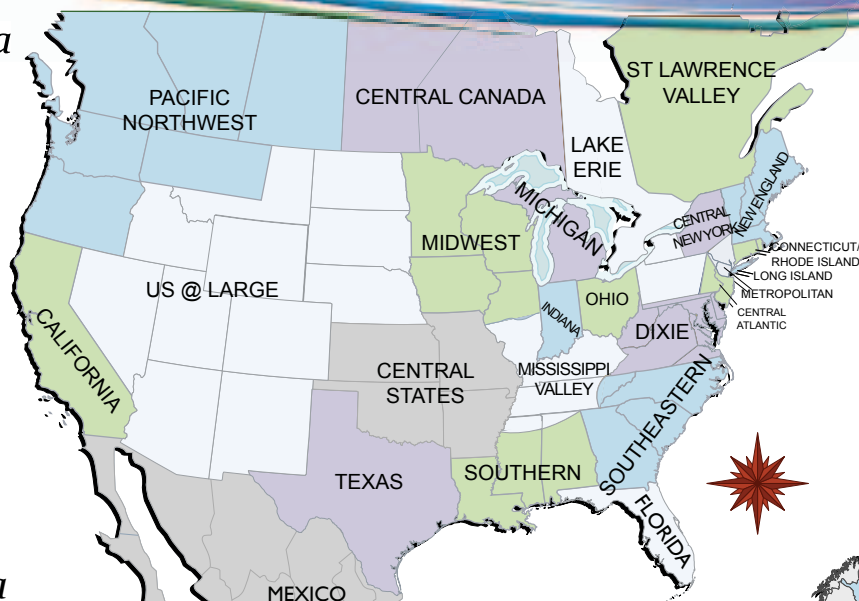 a
PACIFIC
NORTHWEST
CENTRAL CANADA
ST LAWRENCE
VALLEY
LAKE
ERIE
MICHIGAN
CENTRAL
NEW YORK
NEW ENGLAND
MIDWEST
CONNECTICUT/
RHODE ISLAND
LONG ISLAND
METROPOLITAN
CENTRAL
ATLANTIC
US @ LARGE
OHIO
INDIANA
CALIFORNIA
DIXIE
CENTRAL
STATES
MISSISSIPPI
VALLEY
SOUTHEASTERN
TEXAS
SOUTHERN
FLORIDA
a
MEXICO